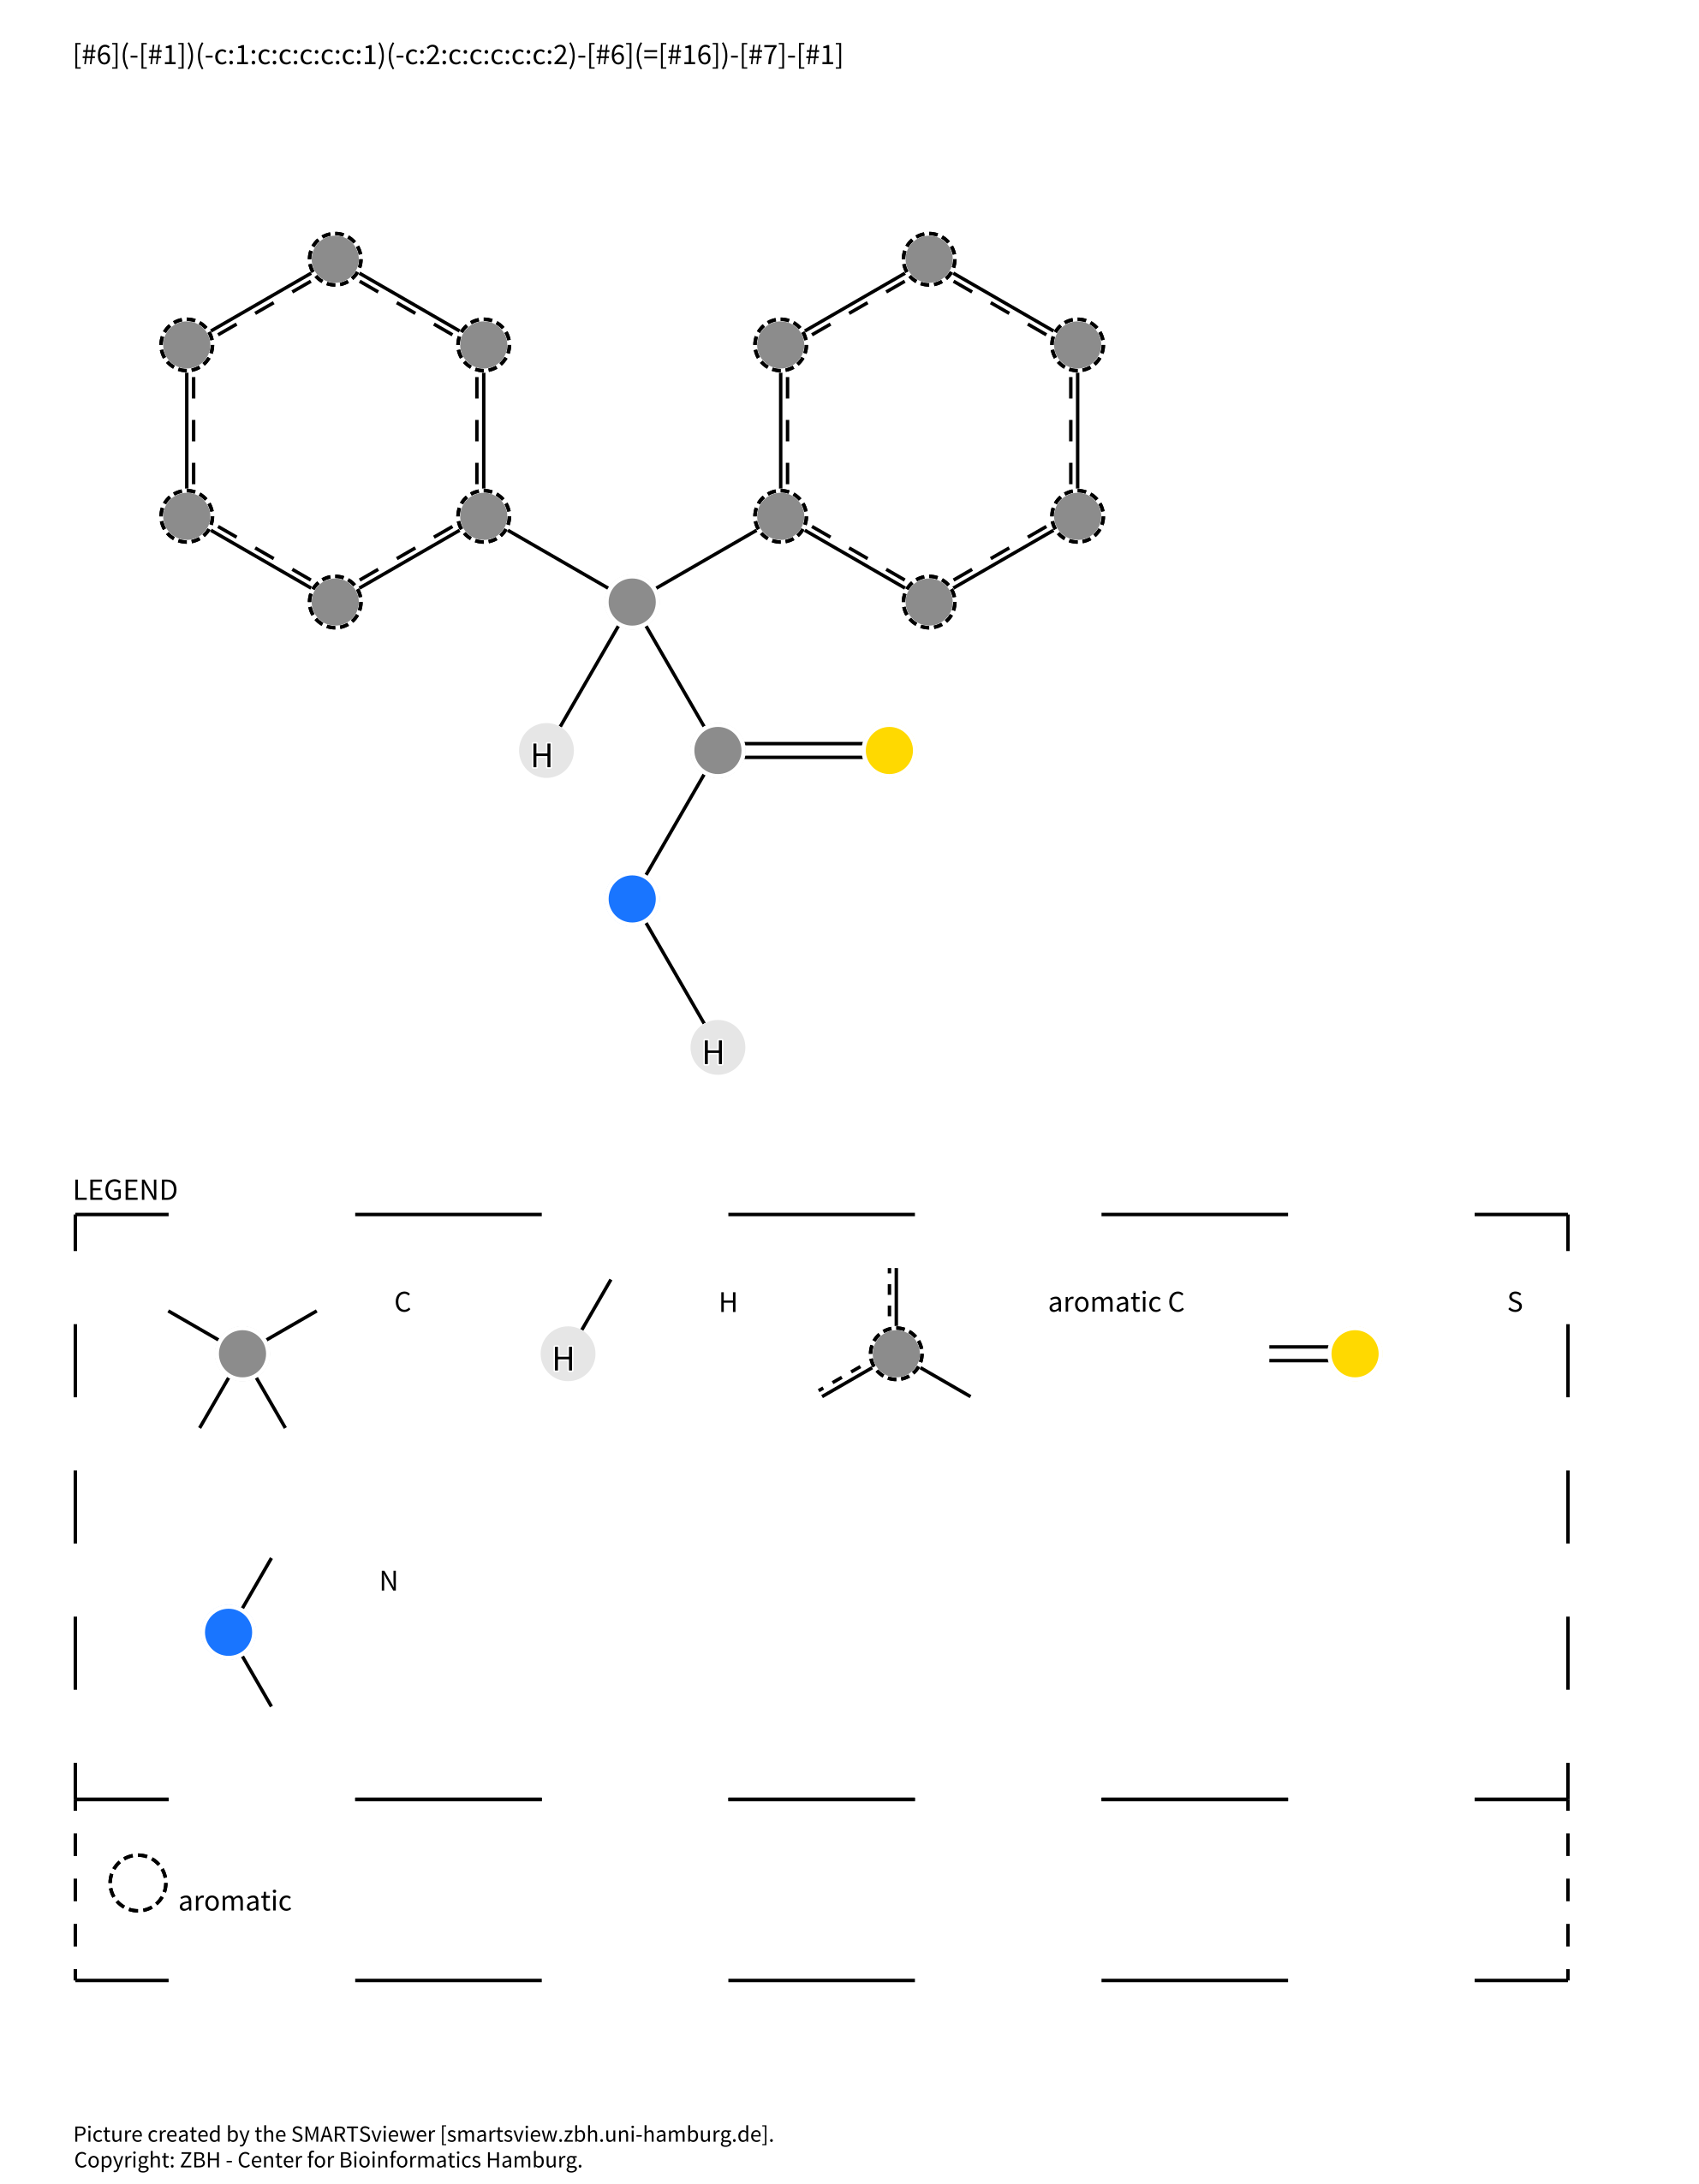 [#6](-[#1])(-c:1:c:c:c:c:c:1)(-c:2:c:c:c:c:c:2)-[#6](=[#16])-[#7]-[#1]
H
H
LEGEND
C
H
H
aromatic C
S
N
aromatic
Picture created by the SMARTSviewer [smartsview.zbh.uni-hamburg.de].
Copyright: ZBH - Center for Bioinformatics Hamburg.